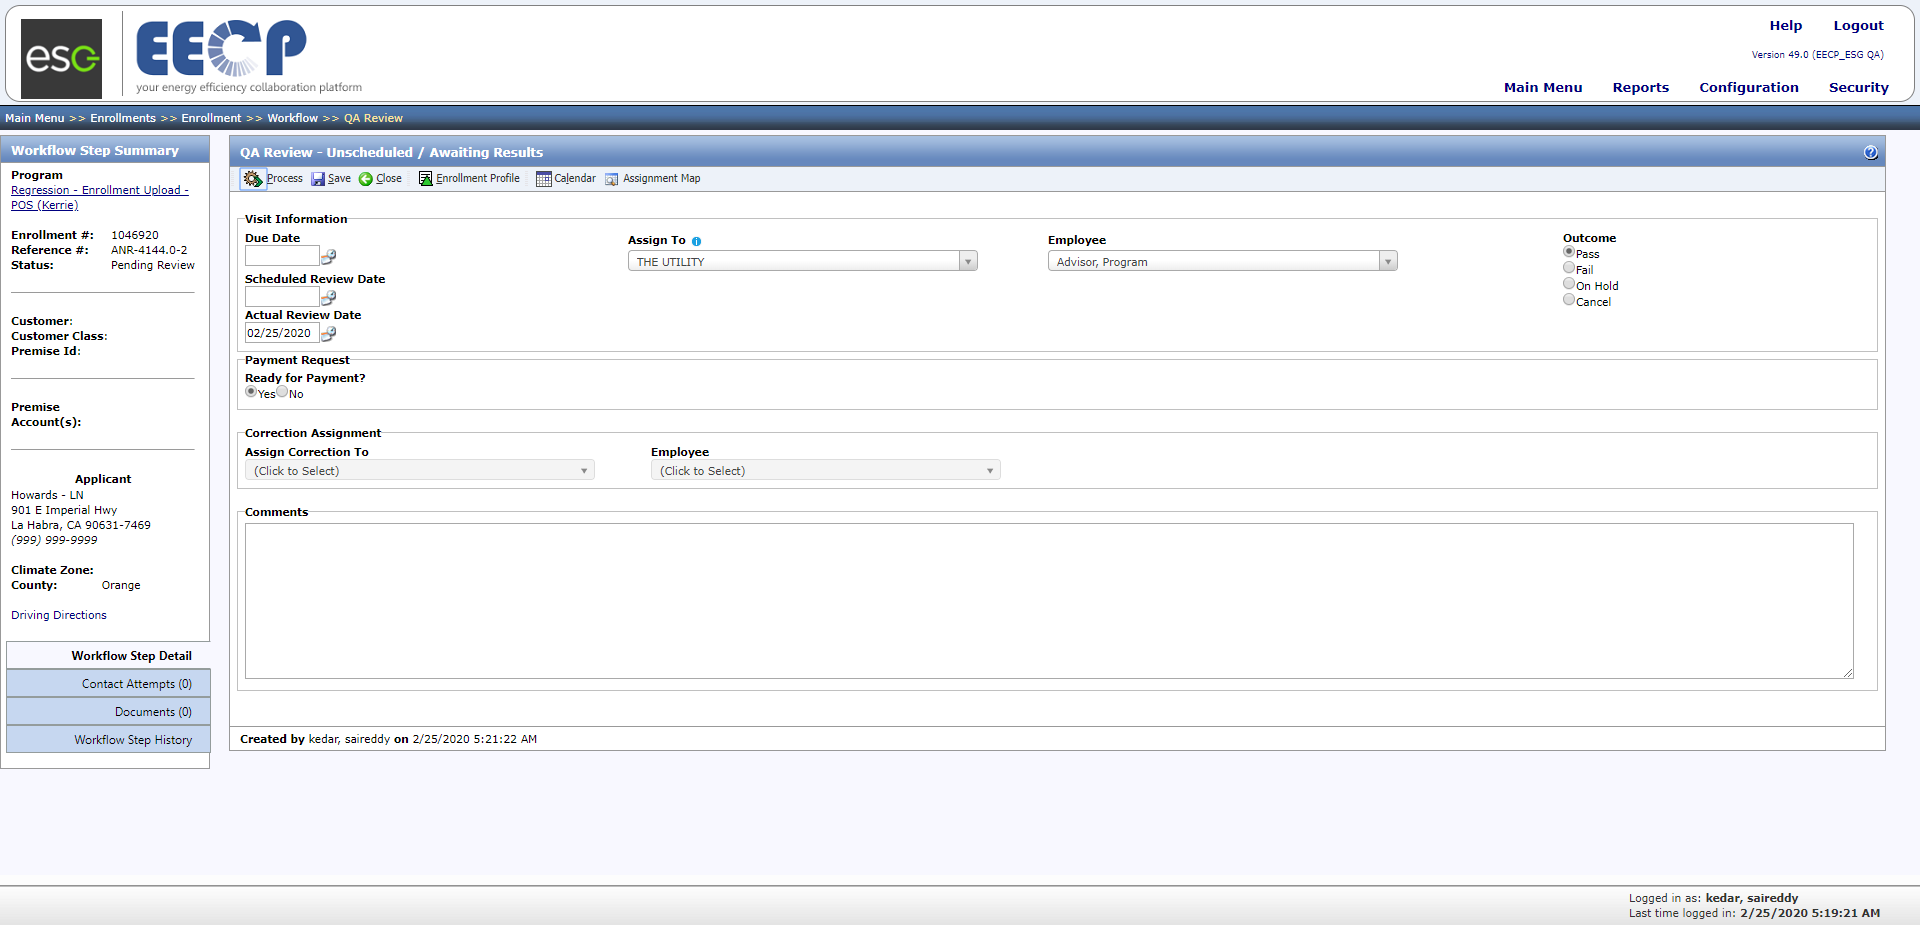 esg
EECP
your energy efficiency collaboration platform
Help Logout
Version 49.0 (EECP_ESG QA)
Main Menu Reports Configuration Security
Main Menu >> Enrollments >> Enrollment >> Workflow >> QA Review
Workflow Step Summary
Program
Regression - Enrollment Upload -
POS (Kerrie)
Enrollment #: 1046920
Reference #: ANR-4144.0-2
Status: Pending Review
Customer:
Customer Class:
Premise Id:
Premise
Account(s):
Applicant
Howards - LN
901 E Imperial Hwy
La Habra, CA 90631-7469
(999) 999-9999
Climate Zone:
County: Orange
Driving Directions
Workflow Step Detail
Contact Attempts (0)
Documents (0)
Workflow Step History
QA Review - Unscheduled / Awaiting Results
?
Process Save Close Enrollment Profile Calendar Assignment Map
Visit Information
Due Date
Scheduled Review Date
Actual Review Date
02/25/2020
Assign To i
THE UTILITY
Employee
Advisor, Program
Outcome
Pass
Fail
On Hold
Cancel
Payment Request
Ready for Payment?
Yes No
Correction Assignment
Assign Correction To
(Click to Select)
Employee
(Click to Select)
Comments
Created by kedar, saireddy on 2/25/2020 5:21:22 AM
Logged in as: kedar, saireddy
Last time logged in: 2/25/2020 5:19:21 AM